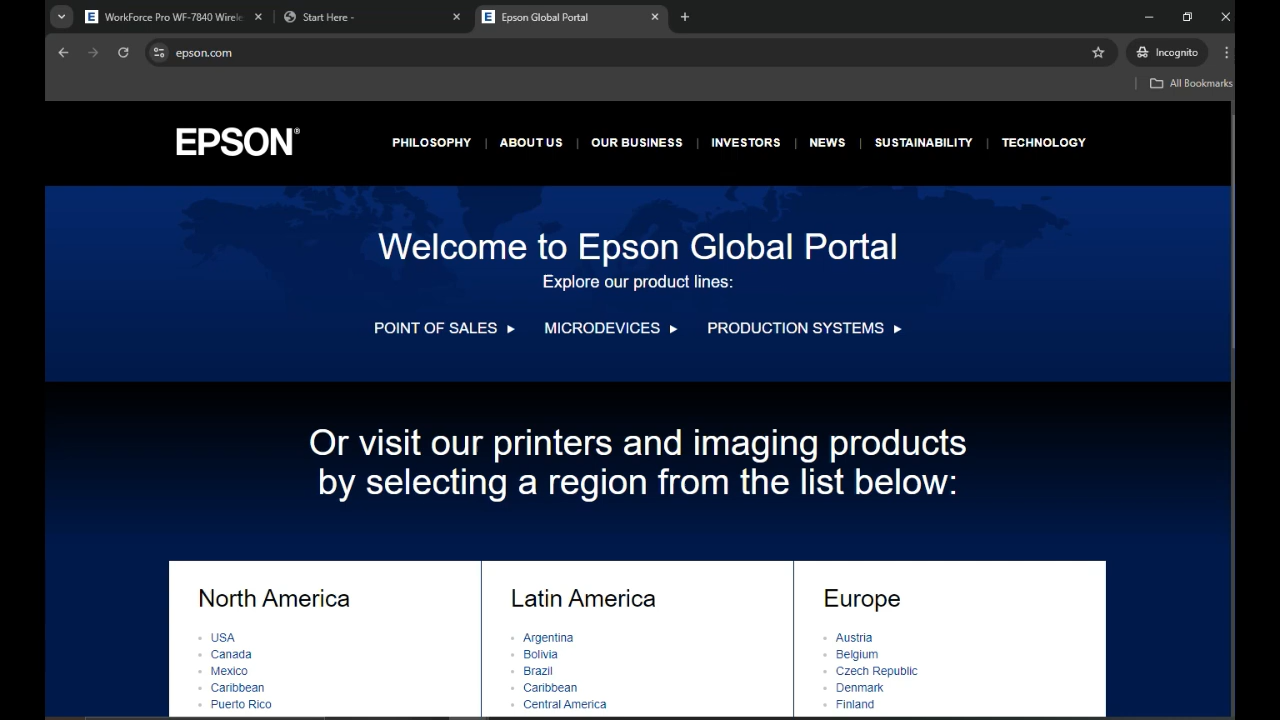 WorkForce Pro WF-7840 Wirele
Start Here -
Epson Global Portal
epson.com
Incognito
All Bookmarks
EPSON®
PHILOSOPHY | ABOUT US | OUR BUSINESS | INVESTORS | NEWS | SUSTAINABILITY | TECHNOLOGY
Welcome to Epson Global Portal
Explore our product lines:
POINT OF SALES ► MICRODEVICES ► PRODUCTION SYSTEMS ►
Or visit our printers and imaging products
by selecting a region from the list below:
North America
USA
Canada
Mexico
Caribbean
Puerto Rico
Latin America
Argentina
Bolivia
Brazil
Caribbean
Central America
Europe
Austria
Belgium
Czech Republic
Denmark
Finland